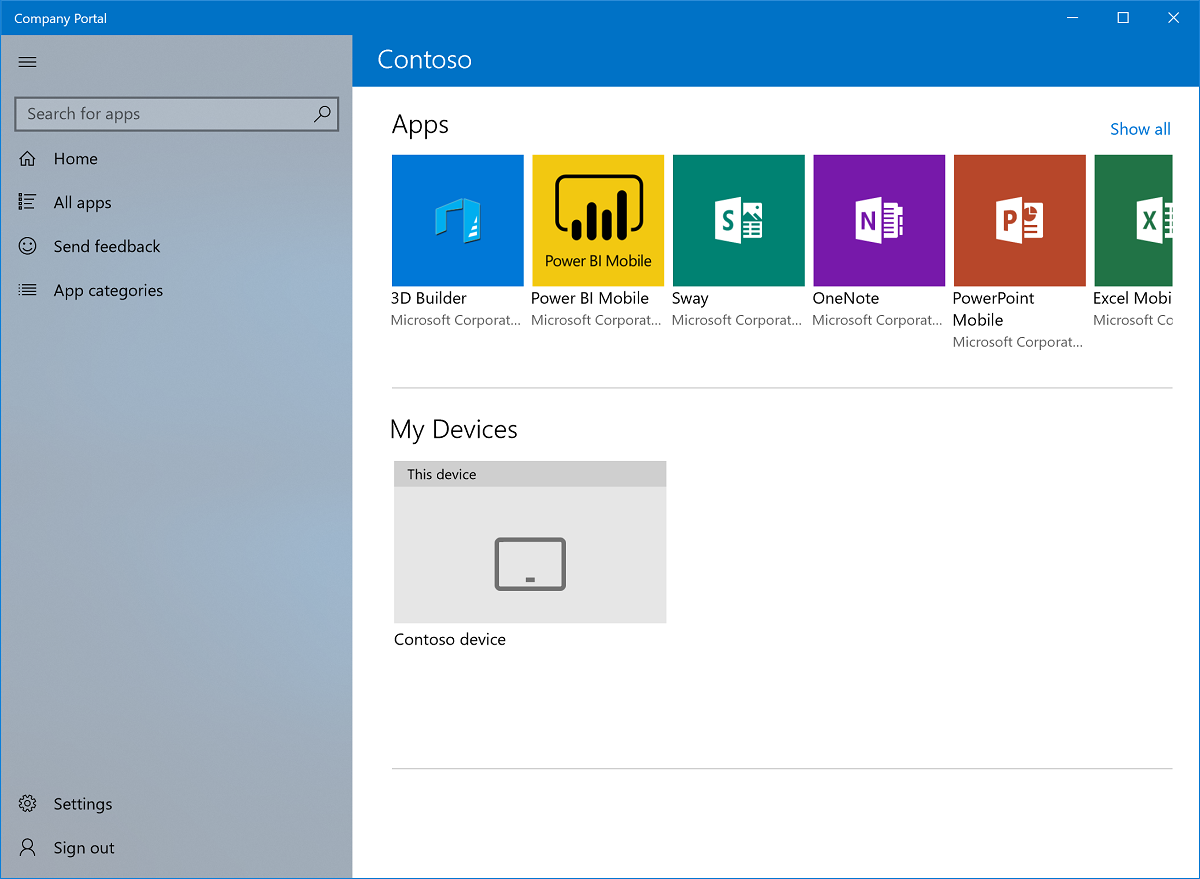 Company Portal
Contoso
Search for apps
Home
All apps
Send feedback
App categories
Settings
Sign out
Apps
Show all
Power BI Mobile
S
N
P
X
3D Builder
Microsoft Corporat...
Power BI Mobile
Microsoft Corporat...
Sway
Microsoft Corporat...
OneNote
Microsoft Corporat...
PowerPoint
Mobile
Microsoft Corporat...
Excel Mobi
Microsoft Co
My Devices
This device
Contoso device